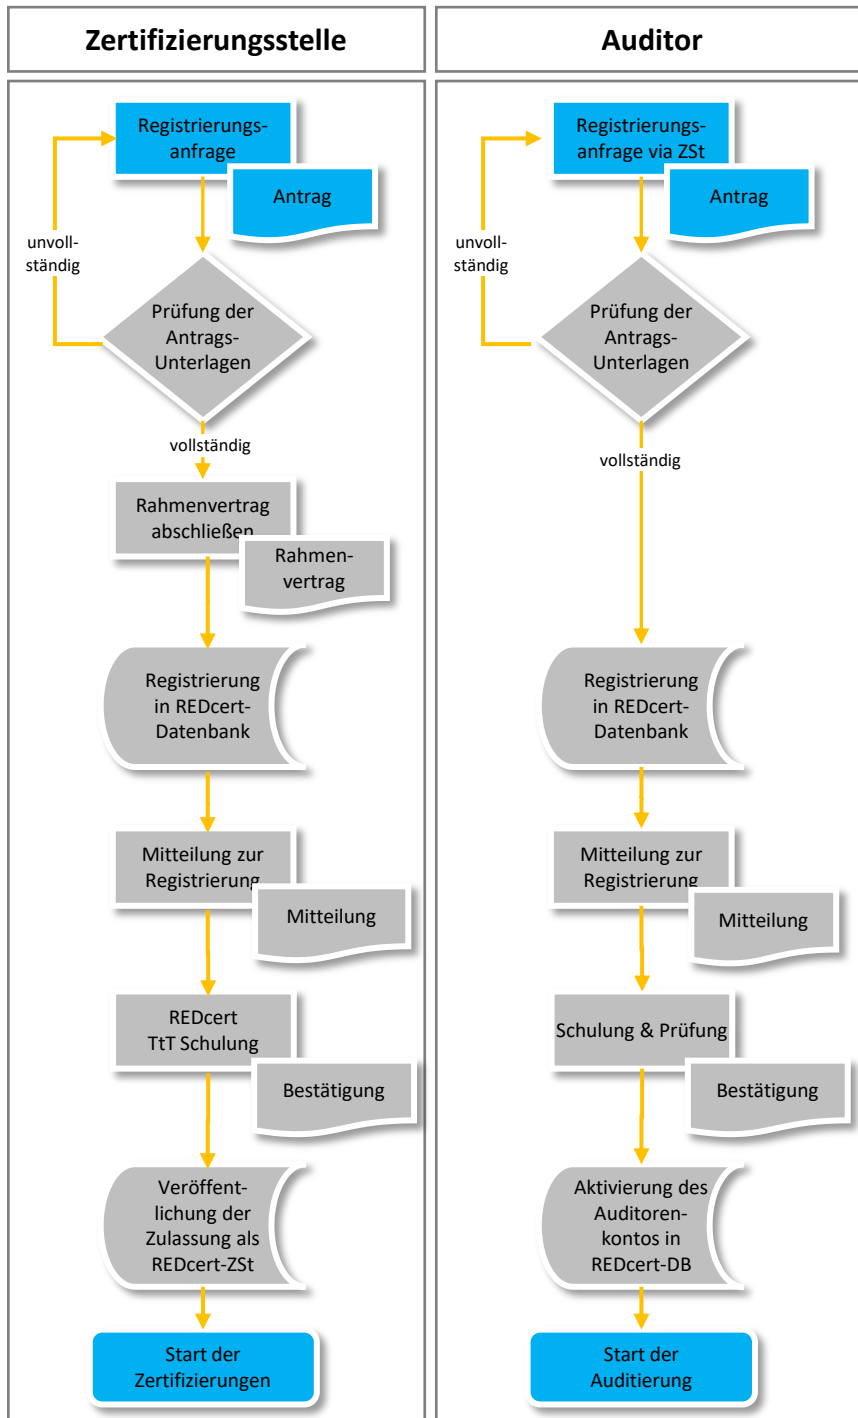 Zertifizierungsstelle
Registrierungs-
anfrage
Antrag
unvoll-
ständig
Prüfung der
Antrags-
Unterlagen
vollständig
Rahmenvertrag
abschließen
Rahmen-
vertrag
Registrierung
in REDcert-
Datenbank
Mitteilung zur
Registrierung
Mitteilung
REDcert
TtT Schulung
Bestätigung
Veröffent-
lichung der
Zulassung als
REDcert-ZSt
Start der
Zertifizierungen
Auditor
Registrierungs-
anfrage via ZSt
Antrag
unvoll-
ständig
Prüfung der
Antrags-
Unterlagen
vollständig
Registrierung
in REDcert-
Datenbank
Mitteilung zur
Registrierung
Mitteilung
Schulung & Prüfung
Bestätigung
Aktivierung des
Auditoren-
kontos in
REDcert-DB
Start der
Auditierung